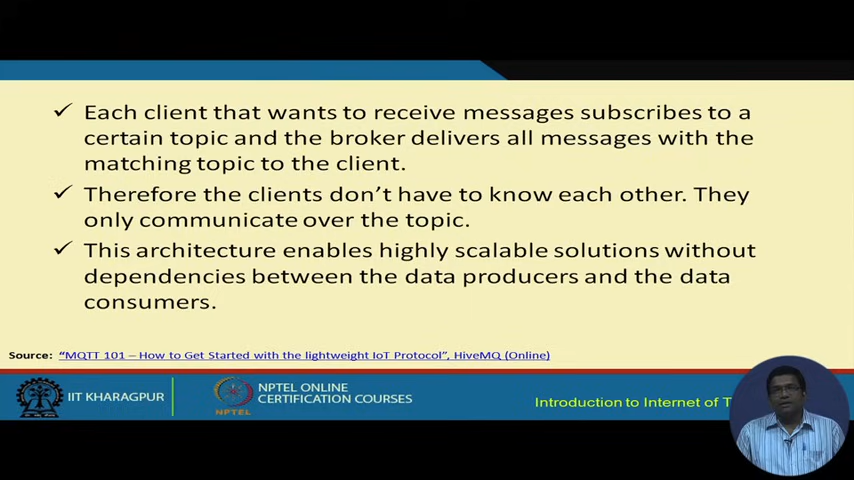 ✓ Each client that wants to receive messages subscribes to a
certain topic and the broker delivers all messages with the
matching topic to the client.
✓ Therefore the clients don't have to know each other. They
only communicate over the topic.
✓ This architecture enables highly scalable solutions without
dependencies between the data producers and the data
consumers.
Source: "MQTT 101 – How to Get Started with the lightweight IoT Protocol", HiveMQ (Online)
IIT KHARAGPUR
NPTEL
NPTEL ONLINE
CERTIFICATION COURSES
Introduction to Internet of